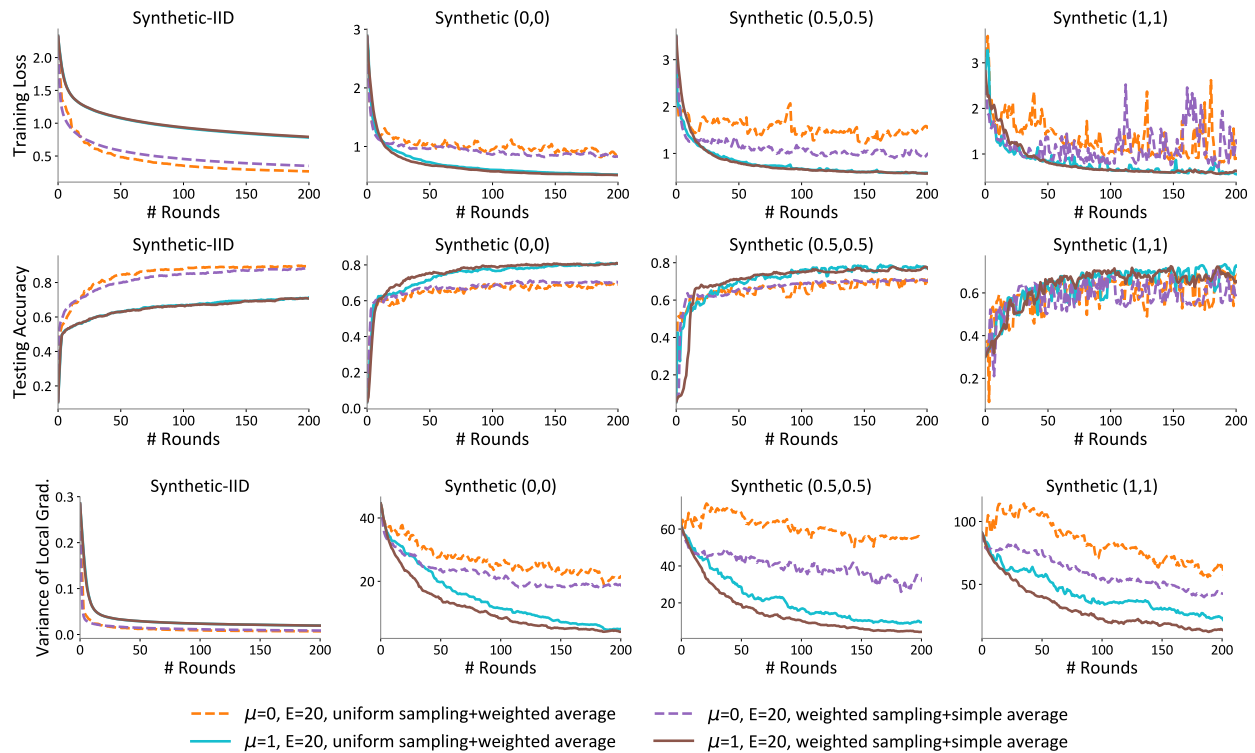 Synthetic-IID
Synthetic (0,0)
Synthetic (0.5,0.5)
Synthetic (1,1)
Training Loss
2.0
1.5
1.0
0.5
0 50 100 150 200
# Rounds
3
2
1
0 50 100 150 200
# Rounds
3
2
1
0 50 100 150 200
# Rounds
3
2
1
0 50 100 150 200
# Rounds
Synthetic-IID
Synthetic (0,0)
Synthetic (0.5,0.5)
Synthetic (1,1)
Testing Accuracy
0.8
0.6
0.4
0.2
0 50 100 150 200
# Rounds
0.8
0.6
0.4
0.2
0.0
0 50 100 150 200
# Rounds
0.8
0.6
0.4
0.2
0 50 100 150 200
# Rounds
0.6
0.4
0.2
0 50 100 150 200
# Rounds
Synthetic-IID
Synthetic (0,0)
Synthetic (0.5,0.5)
Synthetic (1,1)
Variance of Local Grad.
0.3
0.2
0.1
0.0
0 50 100 150 200
# Rounds
40
20
0 50 100 150 200
# Rounds
60
40
20
0 50 100 150 200
# Rounds
100
50
0 50 100 150 200
# Rounds
μ=0, E=20, uniform sampling+weighted average
μ=1, E=20, uniform sampling+weighted average
μ=0, E=20, weighted sampling+simple average
μ=1, E=20, weighted sampling+simple average